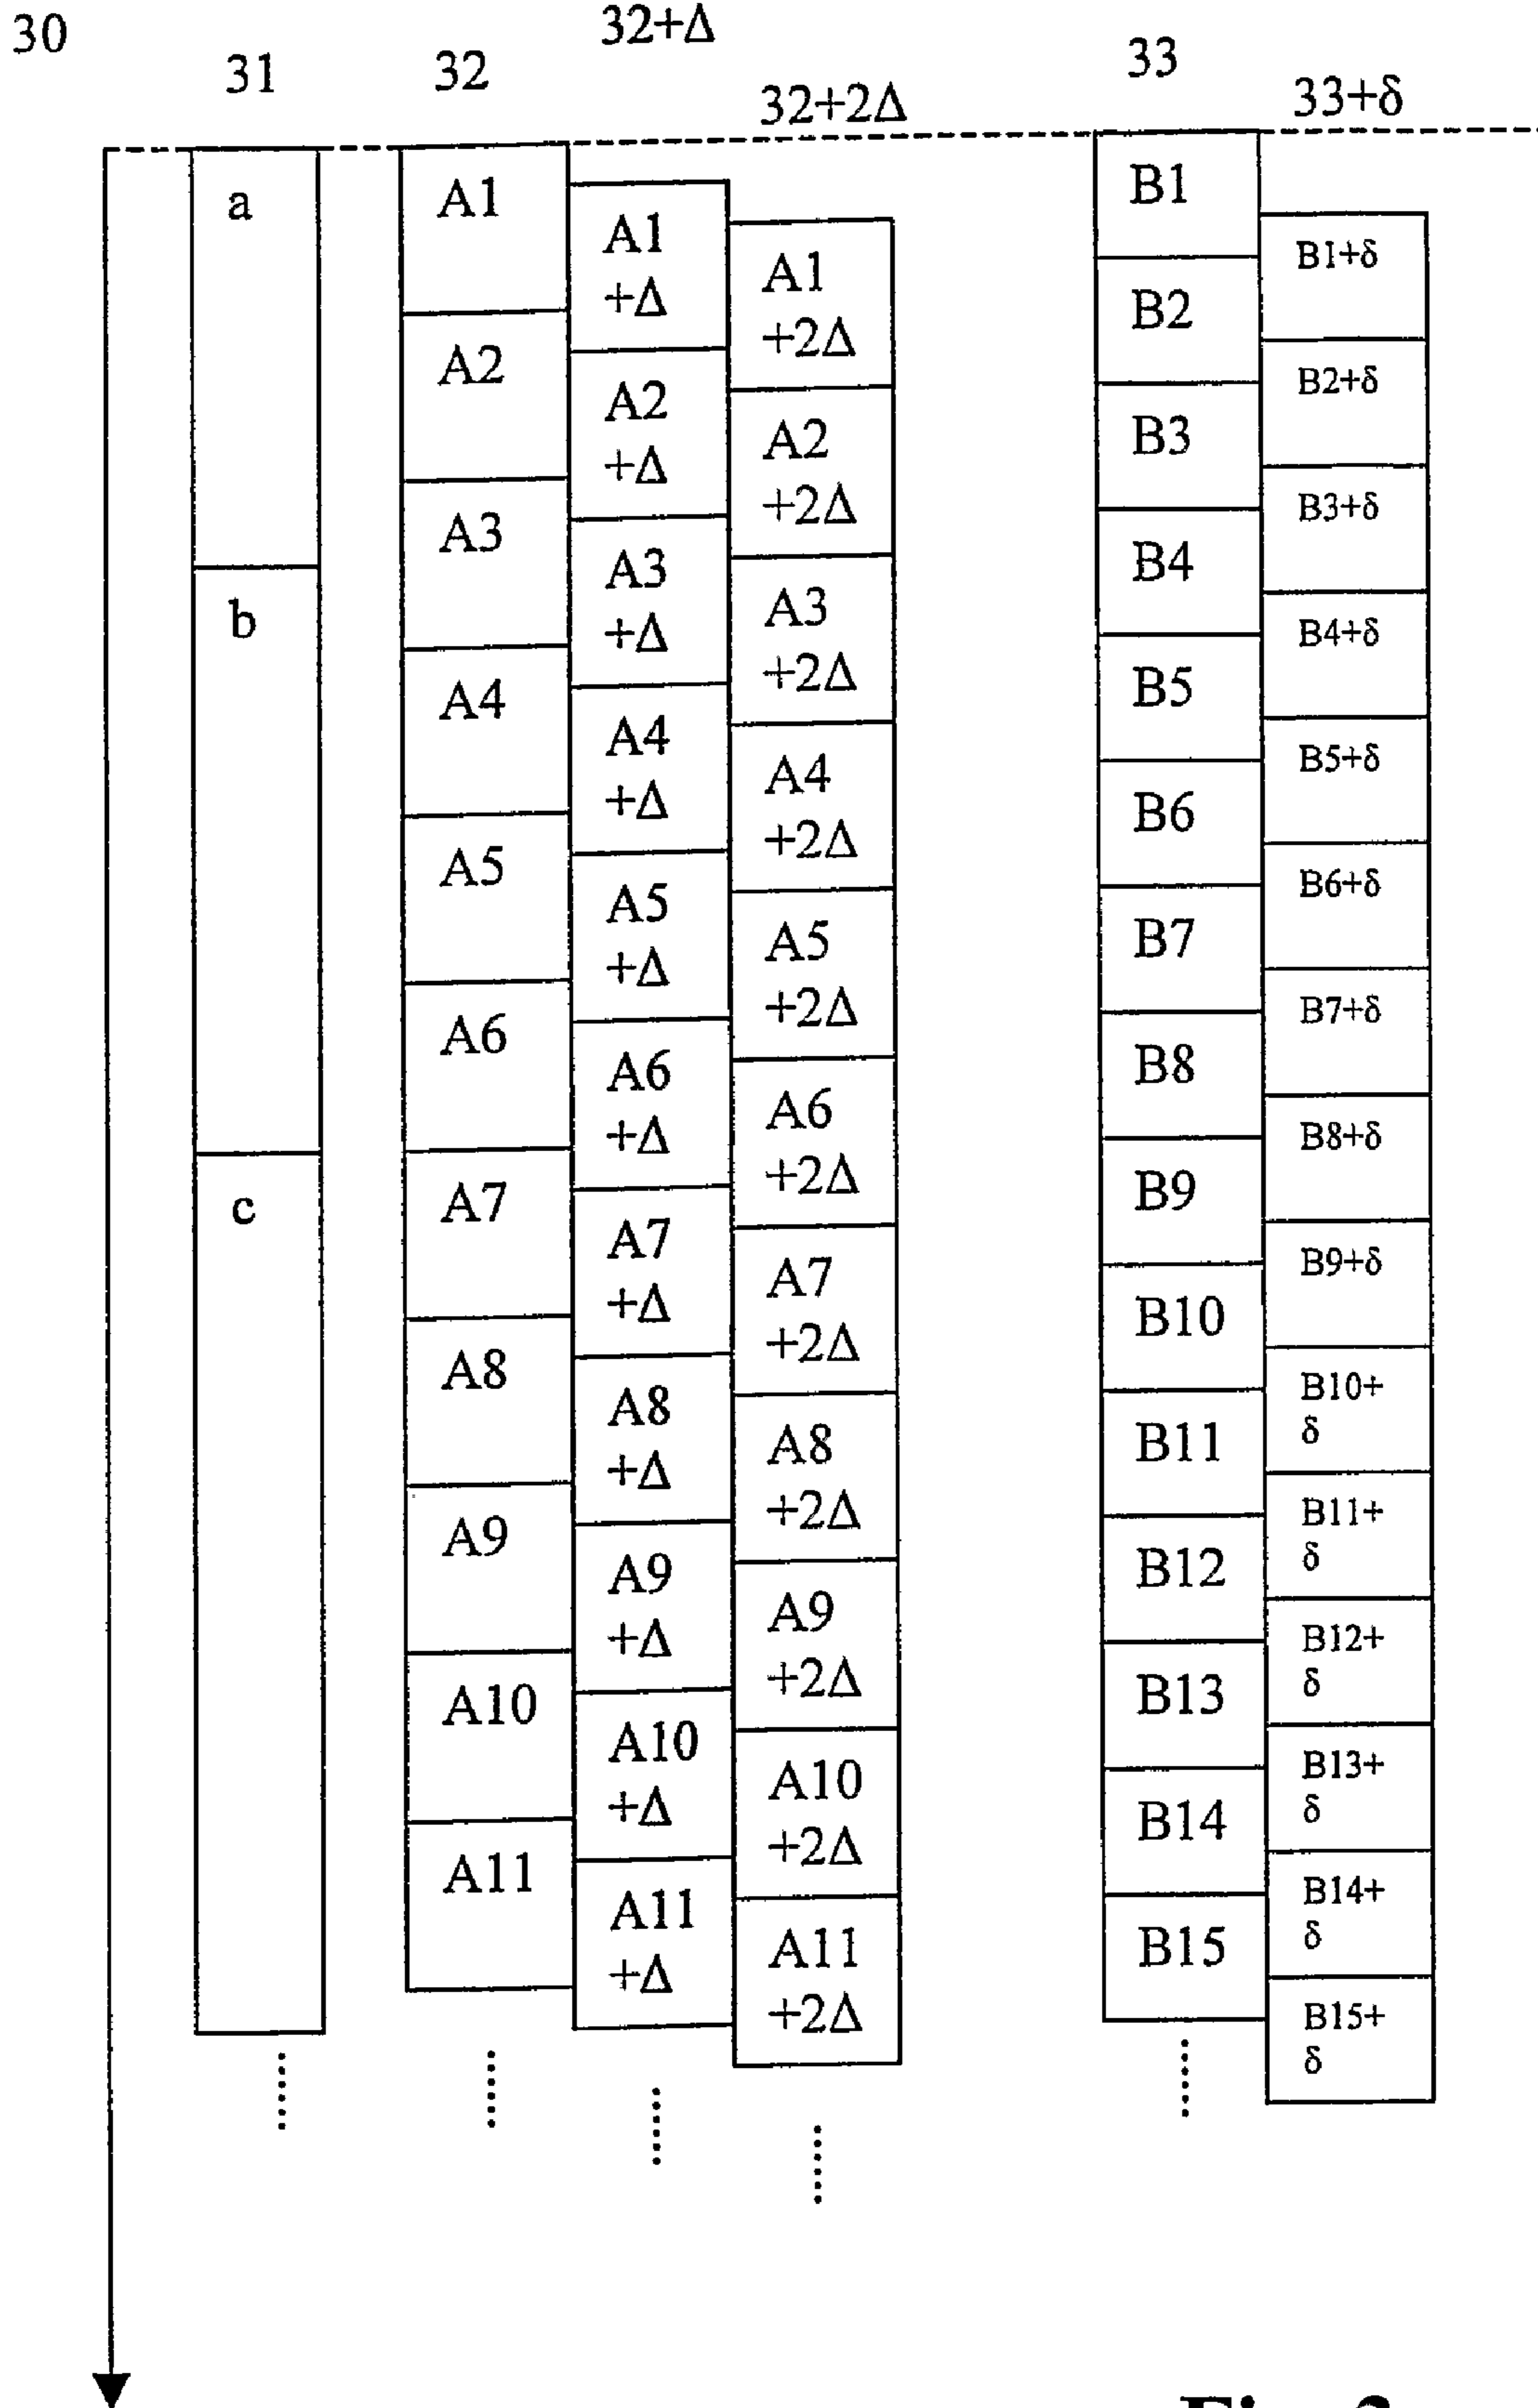 30
31
32
32+Δ
32+2Δ
33
33+δ
a
b
c
A1
A2
A3
A4
A5
A6
A7
A8
A9
A10
A11
A1
+Δ
A2
+Δ
A3
+Δ
A4
+Δ
A5
+Δ
A6
+Δ
A7
+Δ
A8
+Δ
A9
+Δ
A10
+Δ
A11
+Δ
A1
+2Δ
A2
+2Δ
A3
+2Δ
A4
+2Δ
A5
+2Δ
A6
+2Δ
A7
+2Δ
A8
+2Δ
A9
+2Δ
A10
+2Δ
A11
+2Δ
B1
B2
B3
B4
B5
B6
B7
B8
B9
B10
B11
B12
B13
B14
B15
B1+δ
B2+δ
B3+δ
B4+δ
B5+δ
B6+δ
B7+δ
B8+δ
B9+δ
B10+
δ
B11+
δ
B12+
δ
B13+
δ
B14+
δ
B15+
δ